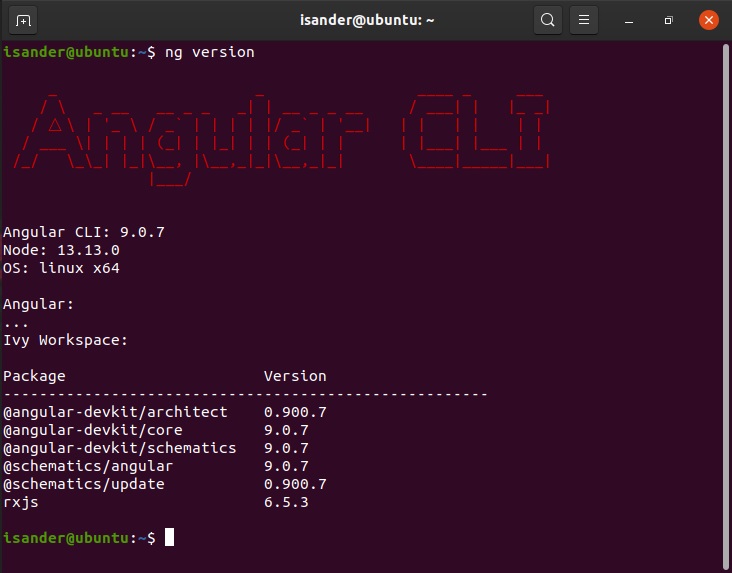 isander@ubuntu: ~
isander@ubuntu:~$ ng version
Angular CLI
Angular CLI: 9.0.7
Node: 13.13.0
OS: linux x64
Angular:
...
Ivy Workspace:
Package                      Version
------------------------------------------------------
@angular-devkit/architect    0.900.7
@angular-devkit/core         9.0.7
@angular-devkit/schematics   9.0.7
@schematics/angular          9.0.7
@schematics/update           0.900.7
rxjs                         6.5.3
isander@ubuntu:~$